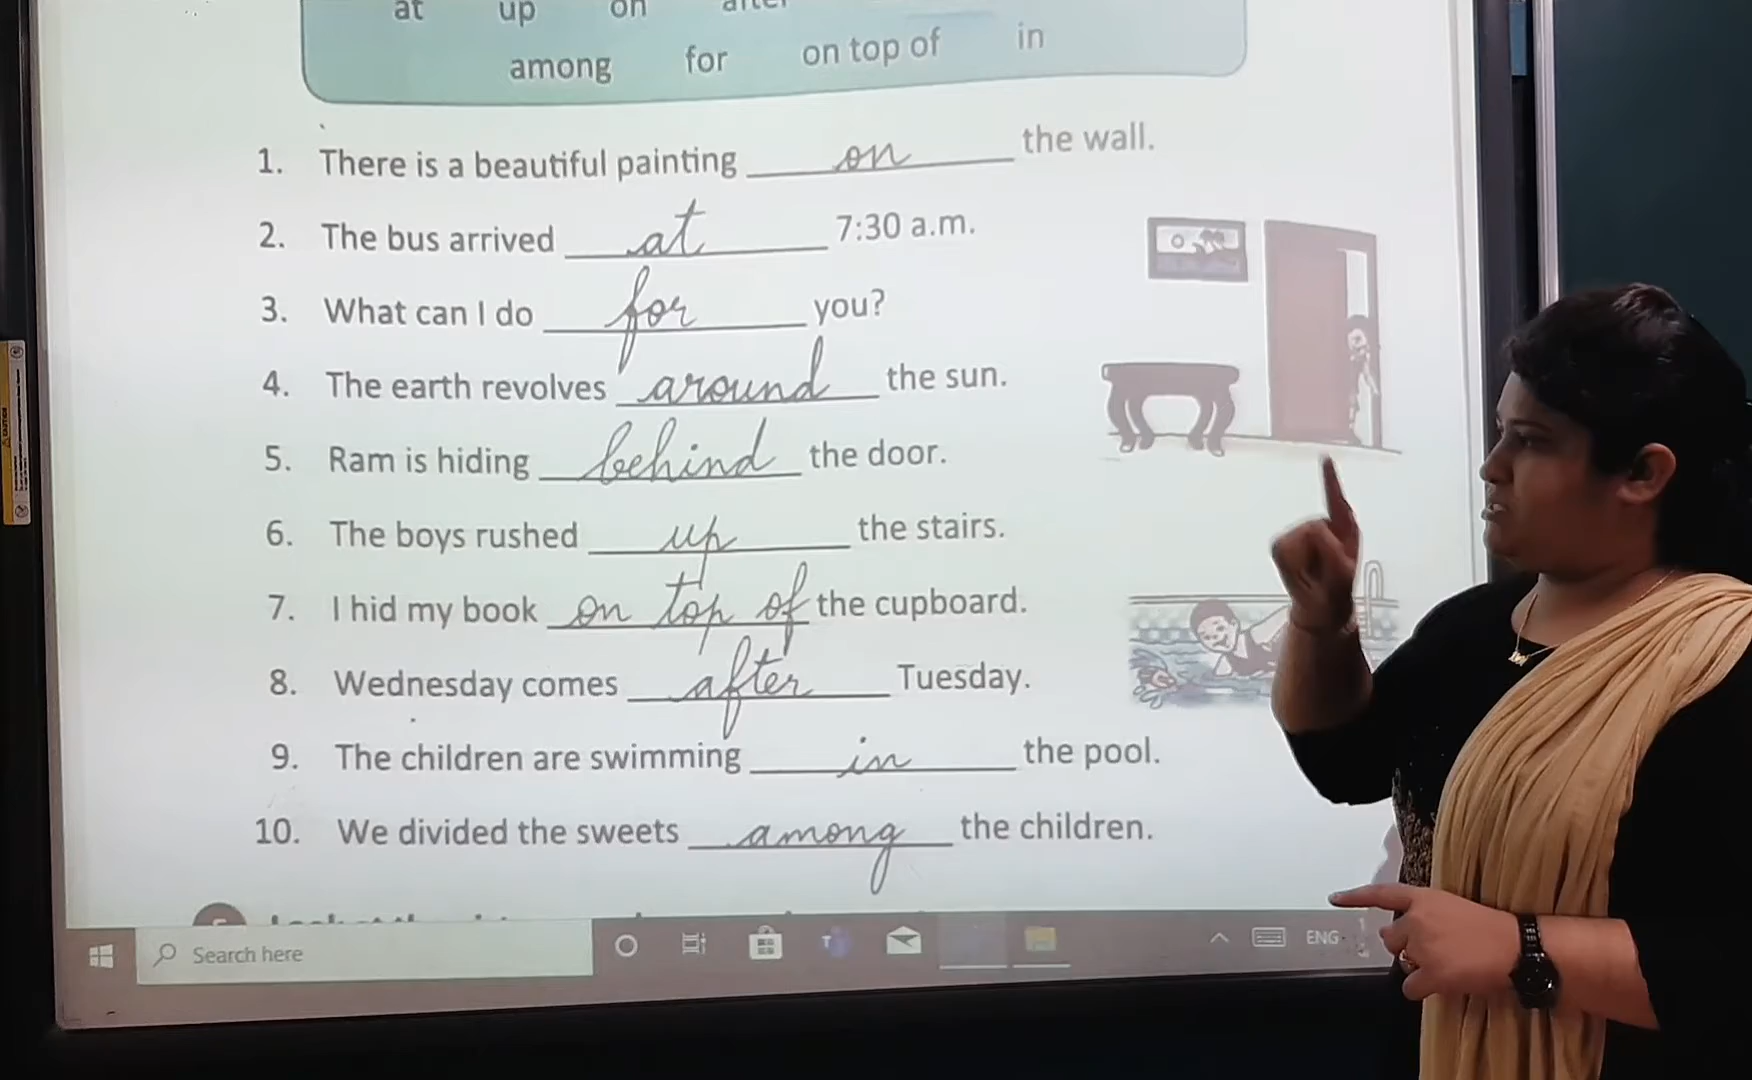 at up on after
among for on top of in
1. There is a beautiful painting on the wall.
2. The bus arrived at 7:30 a.m.
3. What can I do for you?
4. The earth revolves around the sun.
5. Ram is hiding behind the door.
6. The boys rushed up the stairs.
7. I hid my book on top of the cupboard.
8. Wednesday comes after Tuesday.
9. The children are swimming in the pool.
10. We divided the sweets among the children.
Search here
ENG